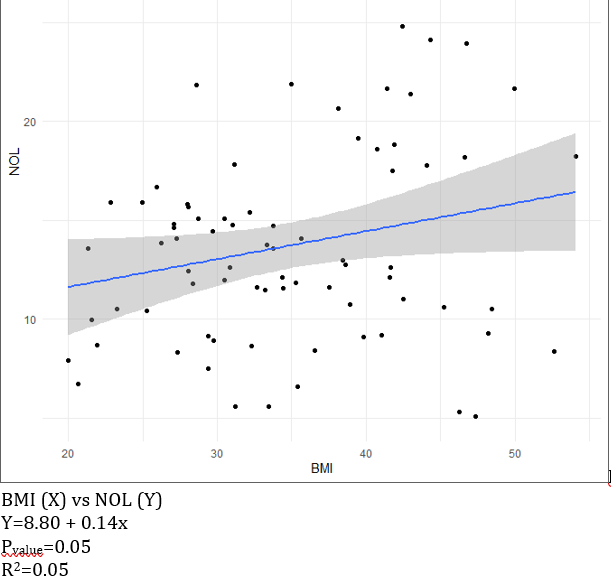 20
10
NOL
20 30 40 50
BMI
BMI (X) vs NOL (Y)
Y=8.80 + 0.14x
Pvalue=0.05
R²=0.05